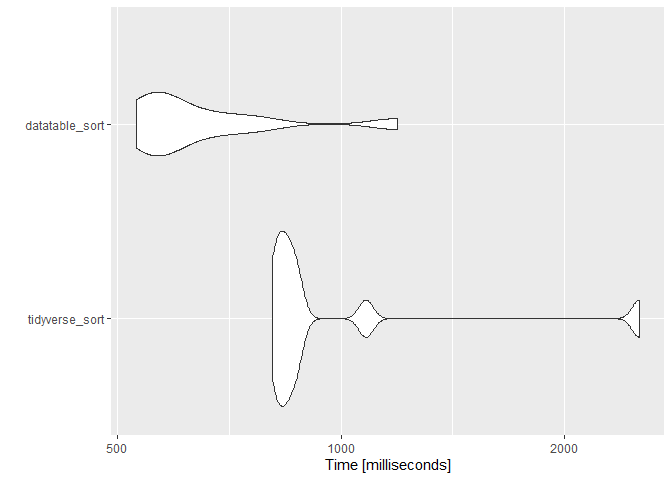 datatable_sort
tidyverse_sort
500
1000
2000
Time [milliseconds]